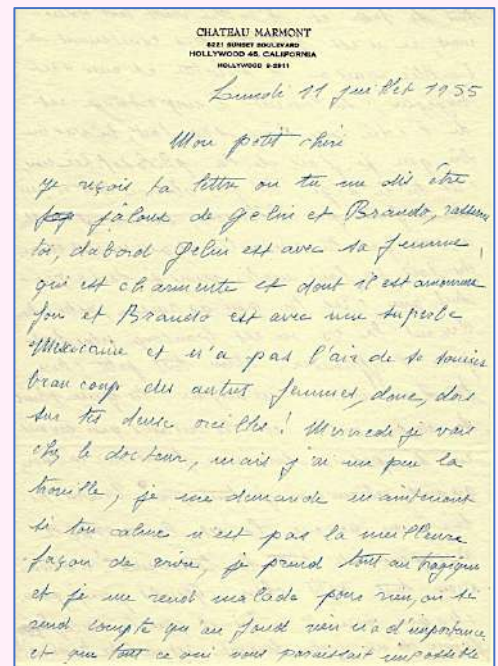 CHATEAU MARMONT
8221 SUNSET BOULEVARD
HOLLYWOOD 46, CALIFORNIA
HOLLYWOOD 9-2911
Lundi 11 juillet 1955
Mon petit chéri
Je reçois ta lettre ou tu me dis être
jaloux de Gelin et Brando, rassure
toi, dabord Gelin est avec sa femme,
qui est charmente et dont il est amoureux
fou et Brando est avec une superbe
Mexicaine et n'a pas l'air de se soucier
beaucoup des autres femmes, donc, dors
sur tes deux oreilles ! Mercredi je vais
chez le docteur, mais j'ai un peu la
trouille, je me demande maintenant
si ton calme n'est pas la meilleure
façon de vivre, je prend tout au tragique
et je me rend malade pour rien, on se
rend compte qu'au fond rien n'a d'importance
et que tout ce qui vous paraissait impossible